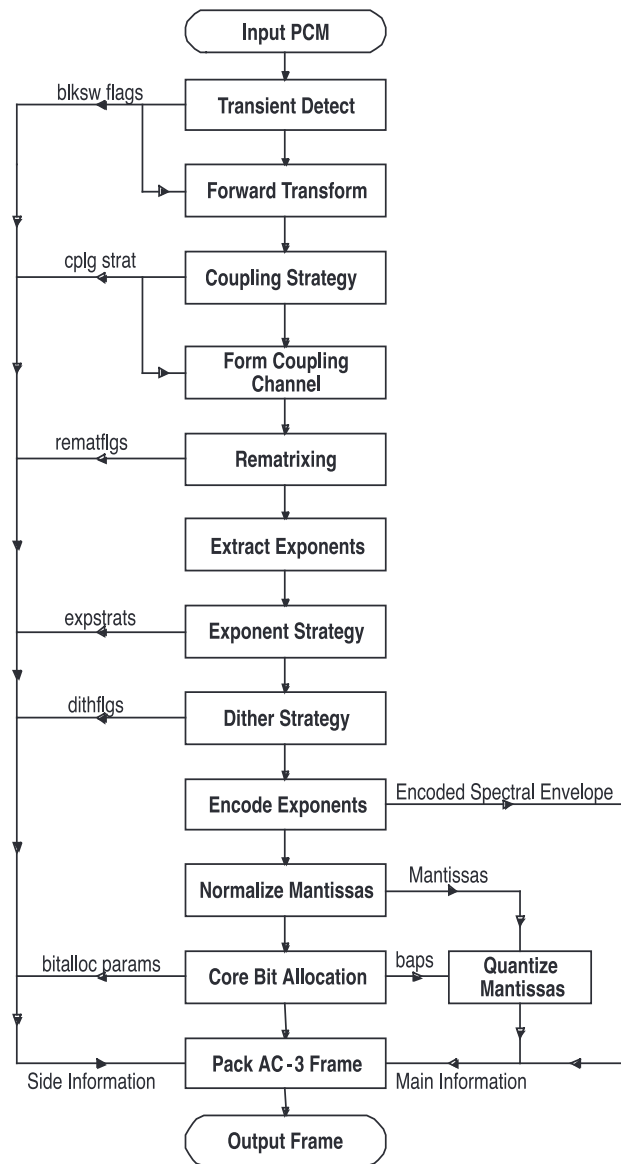 Input PCM
blksw flags
Transient Detect
Forward Transform
cplg strat
Coupling Strategy
Form Coupling
Channel
rematflgs
Rematrixing
Extract Exponents
expstrats
Exponent Strategy
dithflgs
Dither Strategy
Encode Exponents
Encoded Spectral Envelope
Normalize Mantissas
Mantissas
bitalloc params
Core Bit Allocation
baps
Quantize
Mantissas
Side Information
Pack AC-3 Frame
Main Information
Output Frame